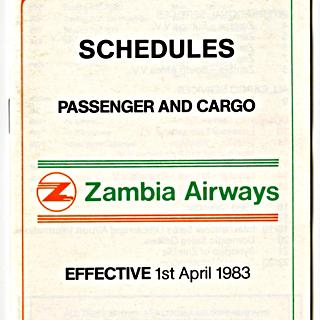 SCHEDULES
PASSENGER AND CARGO
Zambia Airways
EFFECTIVE 1st April 1983